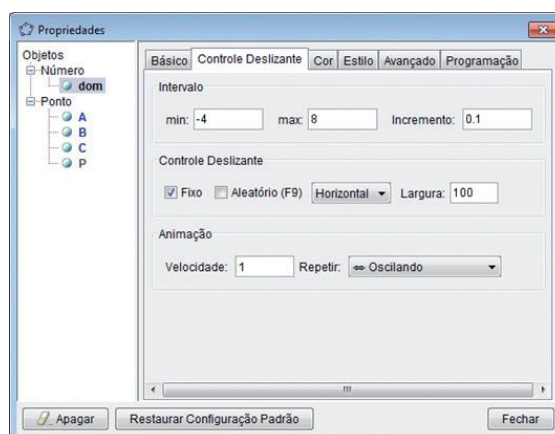 Propriedades
Objetos
Número
dom
Ponto
A
B
C
P
Básico Controle Deslizante Cor Estilo Avançado Programação
Intervalo
min: -4 max: 8 Incremento: 0.1
Controle Deslizante
Fixo Aleatório (F9) Horizontal Largura: 100
Animação
Velocidade: 1 Repetir: ⇔ Oscilando
Apagar Restaurar Configuração Padrão Fechar